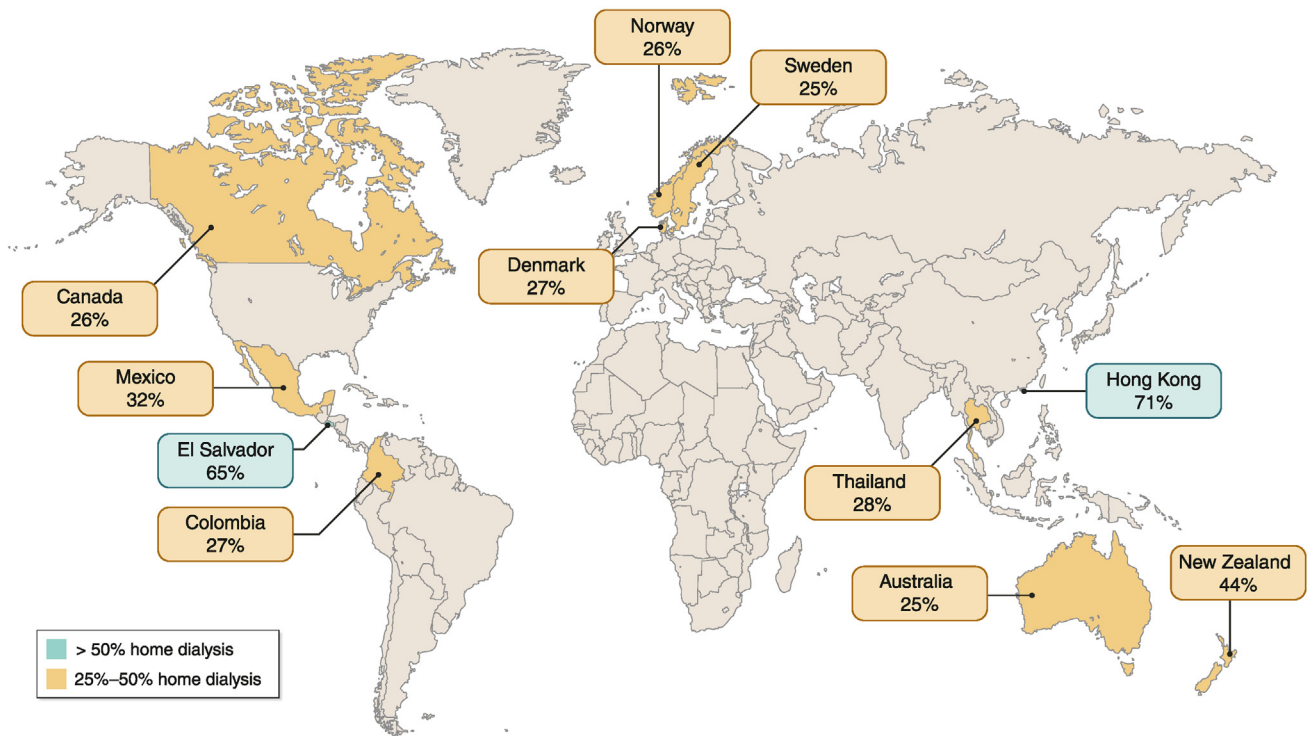 Norway
26%
Sweden
25%
Denmark
27%
Canada
26%
Mexico
32%
Hong Kong
71%
El Salvador
65%
Thailand
28%
Colombia
27%
New Zealand
44%
Australia
25%
> 50% home dialysis
25%–50% home dialysis